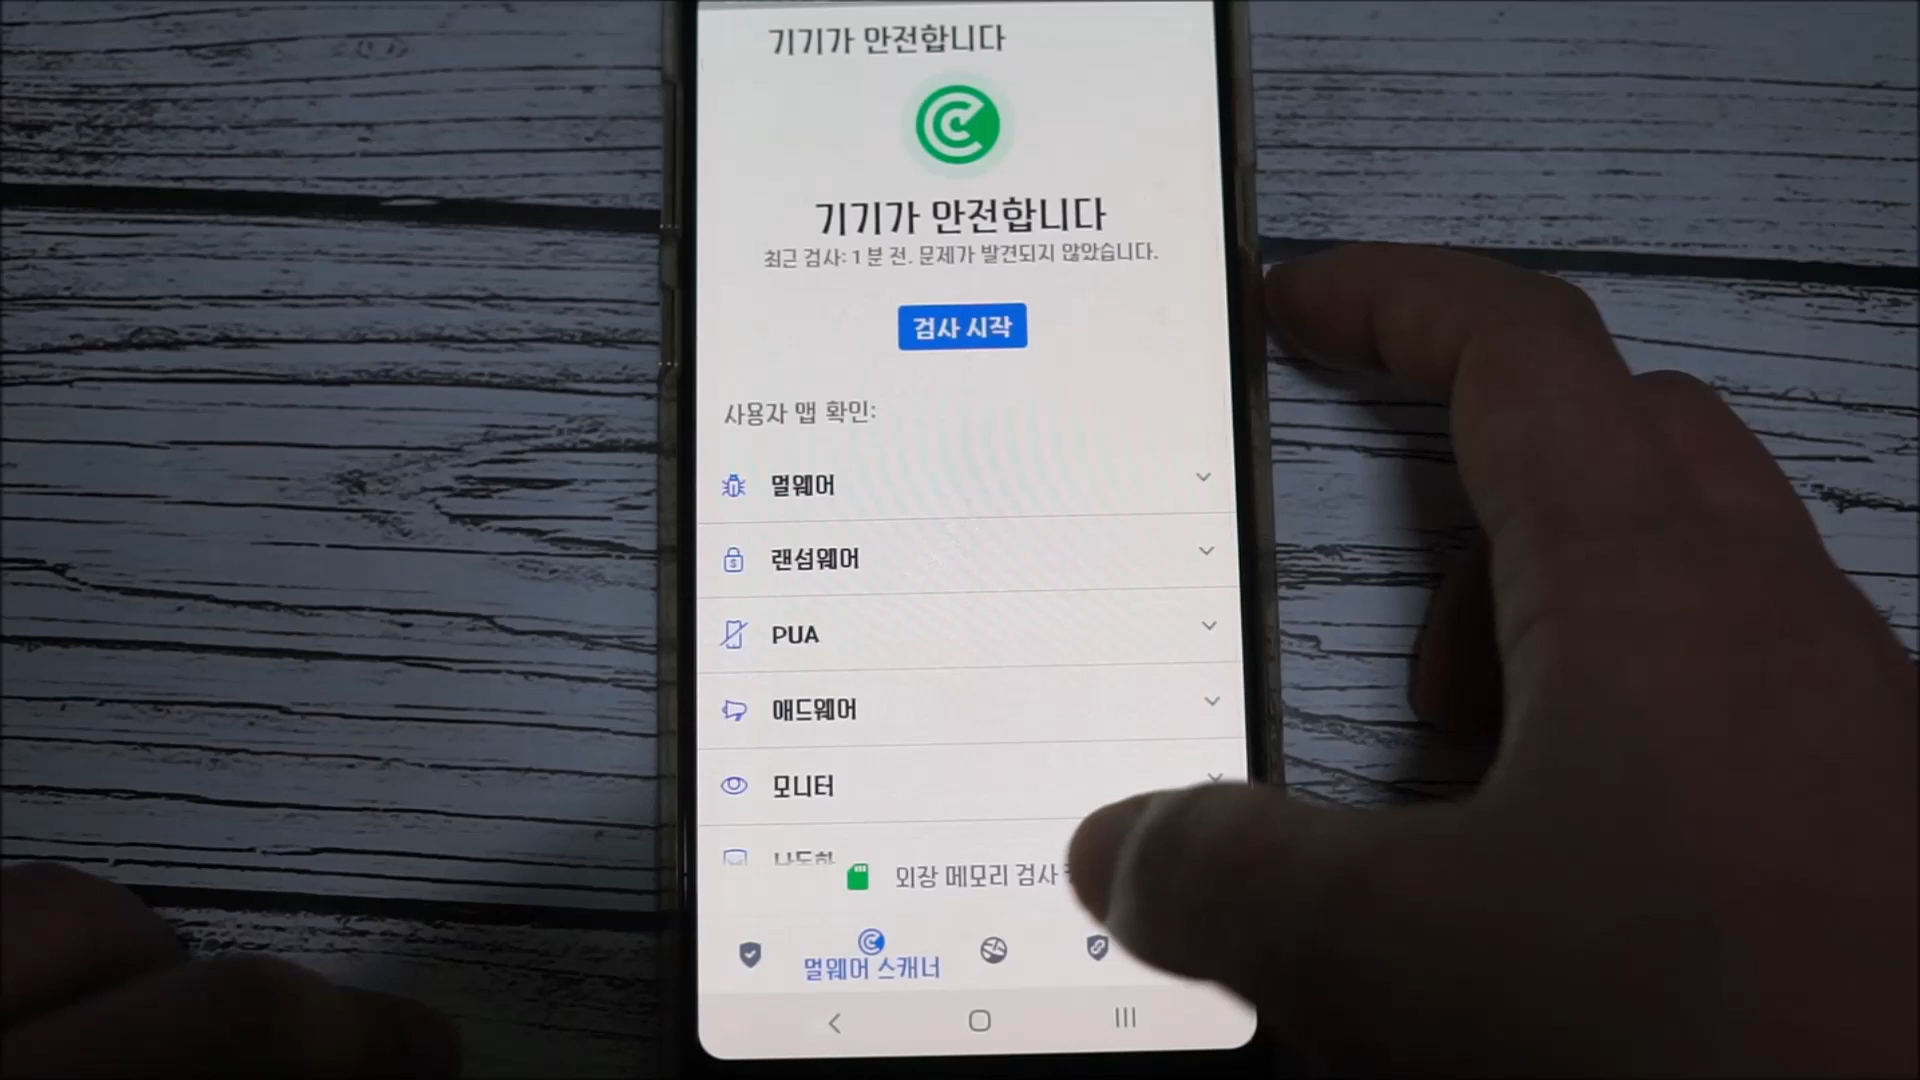 기기가 안전합니다
기기가 안전합니다
최근 검사: 1 분 전. 문제가 발견되지 않았습니다.
검사 시작
사용자 맵 확인:
멀웨어
랜섬웨어
PUA
애드웨어
모니터
외장 메모리 검사
멀웨어 스캐너